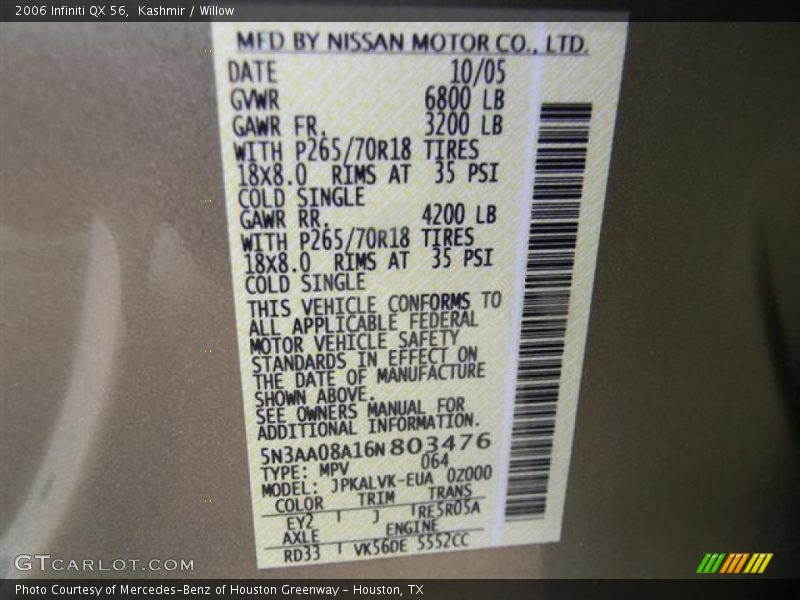 2006 Infiniti QX 56, Kashmir / Willow
MFD BY NISSAN MOTOR CO., LTD.
DATE 10/05
GVWR 6800 LB
GAWR FR. 3200 LB
WITH P265/70R18 TIRES
18X8.0 RIMS AT 35 PSI
COLD SINGLE
GAWR RR. 4200 LB
WITH P265/70R18 TIRES
18X8.0 RIMS AT 35 PSI
COLD SINGLE
THIS VEHICLE CONFORMS TO
ALL APPLICABLE FEDERAL
MOTOR VEHICLE SAFETY
STANDARDS IN EFFECT ON
THE DATE OF MANUFACTURE
SHOWN ABOVE.
SEE OWNERS MANUAL FOR
ADDITIONAL INFORMATION.
5N3AA08A16N803476
TYPE: MPV 064
MODEL: JPKALVK-EUA 0Z000
COLOR TRIM TRANS
EY2 J RE5R05A
AXLE ENGINE
RD33 VK56DE 5552CC
GTCARLOT.COM
Photo Courtesy of Mercedes-Benz of Houston Greenway - Houston, TX